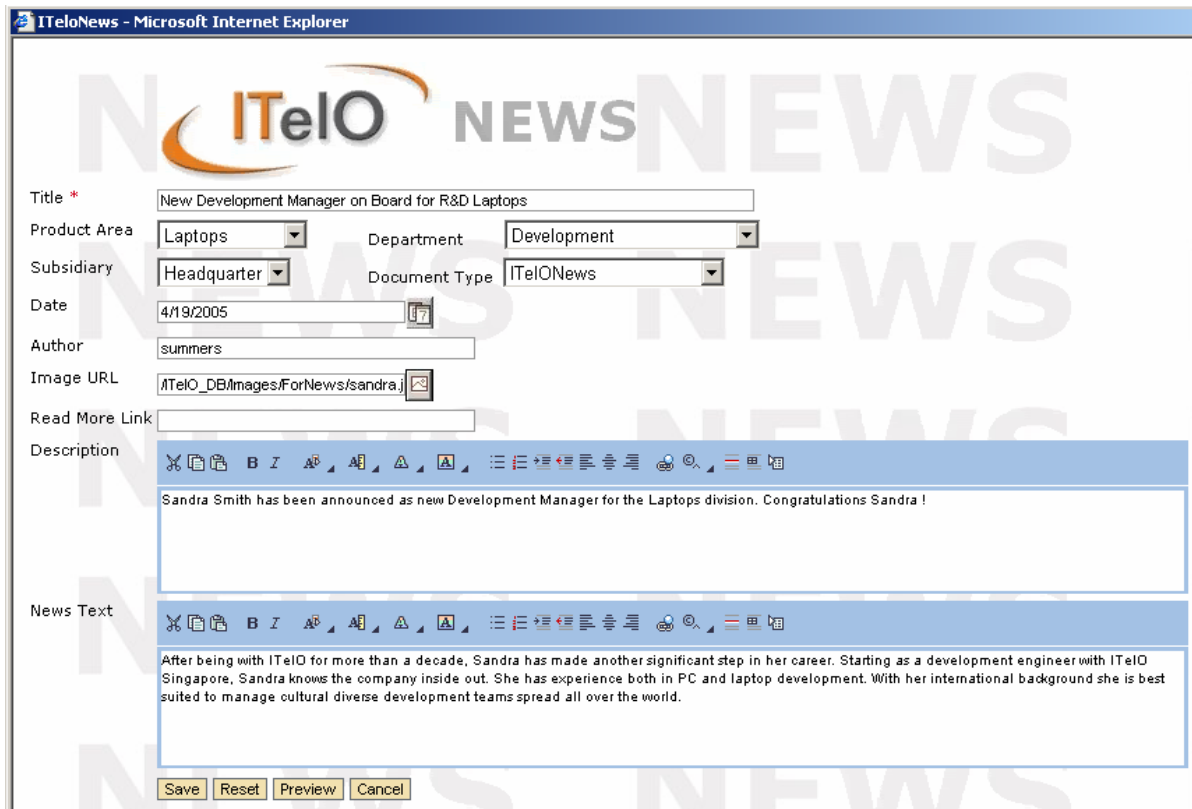 ITeloNews - Microsoft Internet Explorer
ITelO NEWS
NEWS NEWS
Title * New Development Manager on Board for R&D Laptops
Product Area Laptops Department Development
Subsidiary Headquarter Document Type ITelONews
Date 4/19/2005
Author summers
Image URL /ITelO_DB/Images/ForNews/sandra.j
Read More Link
Description
B I
Sandra Smith has been announced as new Development Manager for the Laptops division. Congratulations Sandra !
News Text
B I
After being with ITelO for more than a decade, Sandra has made another significant step in her career. Starting as a development engineer with ITelO
Singapore, Sandra knows the company inside out. She has experience both in PC and laptop development. With her international background she is best
suited to manage cultural diverse development teams spread all over the world.
Save Reset Preview Cancel